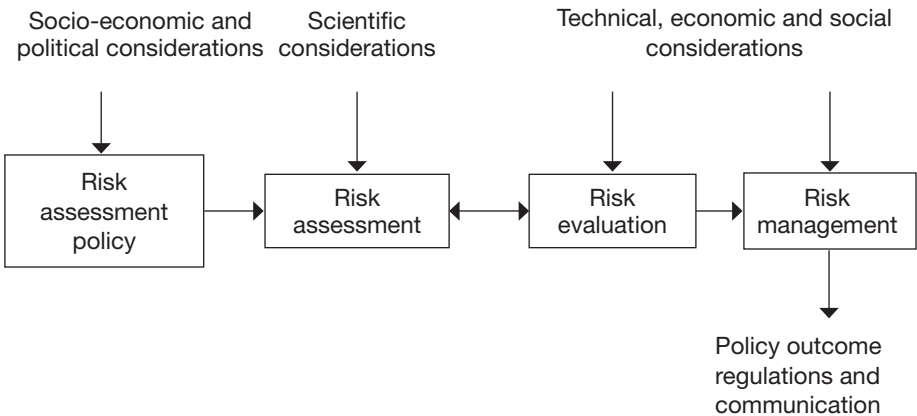 Socio-economic and
political considerations
Scientific
considerations
Technical, economic and social
considerations
Risk
assessment
policy
Risk
assessment
Risk
evaluation
Risk
management
Policy outcome
regulations and
communication